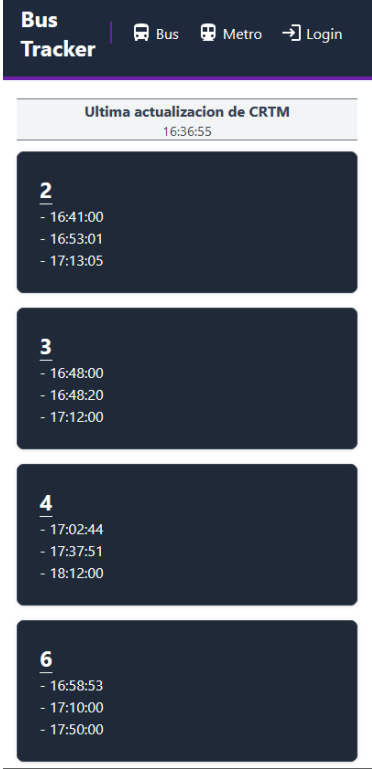 Bus
Tracker
Bus
Metro
Login
Ultima actualizacion de CRTM
16:36:55
2
- 16:41:00
- 16:53:01
- 17:13:05
3
- 16:48:00
- 16:48:20
- 17:12:00
4
- 17:02:44
- 17:37:51
- 18:12:00
6
- 16:58:53
- 17:10:00
- 17:50:00